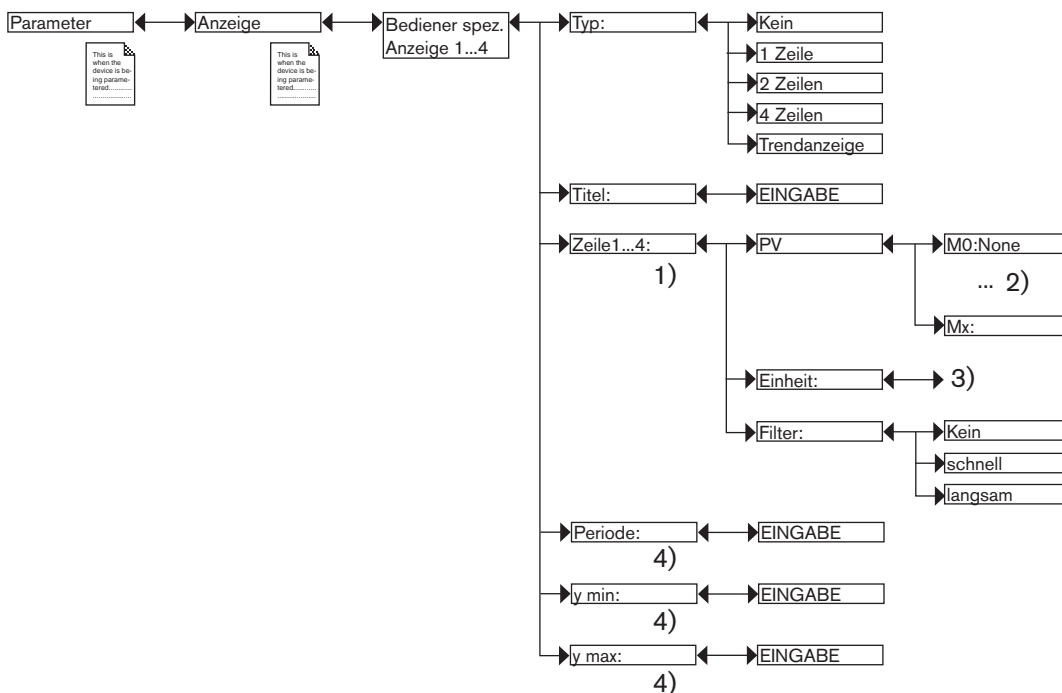 Parameter
Anzeige
Bediener spez.
Anzeige 1...4
Typ:
Kein
This is
when the
device is be-
ing parame-
tered...........
......................
This is
when the
device is be-
ing parame-
tered...........
......................
1 Zeile
2 Zeilen
4 Zeilen
Trendanzeige
Titel:
EINGABE
Zeile1...4:
1)
PV
M0:None
... 2)
Mx:
Einheit:
3)
Filter:
Kein
schnell
langsam
Periode:
EINGABE
4)
y min:
EINGABE
4)
y max:
EINGABE
4)